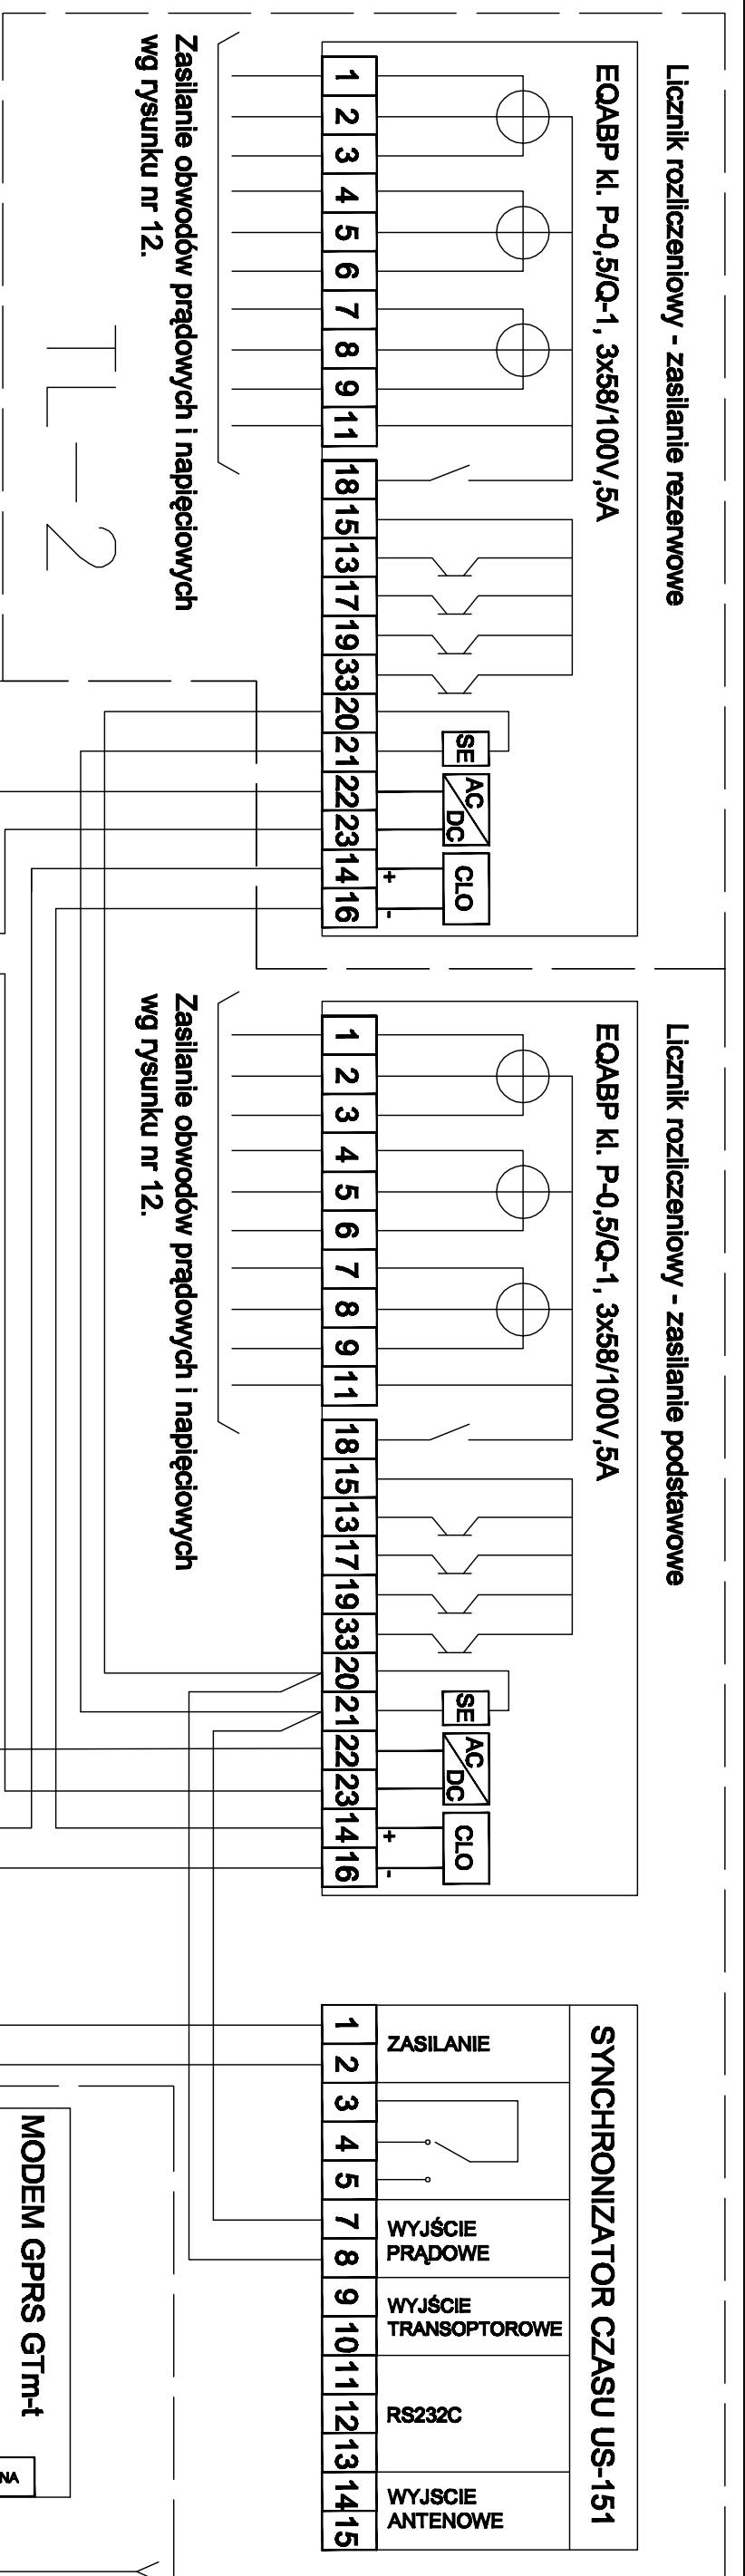 Licznik rozliczeniowy - zasilanie rezerwowe
EQABP kl. P-0,5/Q-1, 3x58/100V,5A
SE
AC
DC
CLO
+
-
1 2 3 4 5 6 7 8 9 11 18 15 13 17 19 33 20 21 22 23 14 16
Zasilanie obwodów prądowych i napięciowych
wg rysunku nr 12.
TL-2
Licznik rozliczeniowy - zasilanie podstawowe
EQABP kl. P-0,5/Q-1, 3x58/100V,5A
SE
AC
DC
CLO
+
-
1 2 3 4 5 6 7 8 9 11 18 15 13 17 19 33 20 21 22 23 14 16
Zasilanie obwodów prądowych i napięciowych
wg rysunku nr 12.
SYNCHRONIZATOR CZASU US-151
ZASILANIE
WYJŚCIE
PRĄDOWE
WYJŚCIE
TRANSOPTOROWE
RS232C
WYJSCIE
ANTENOWE
1 2 3 4 5 7 8 9 10 11 12 13 14 15
MODEM GPRS GTm-t
NA